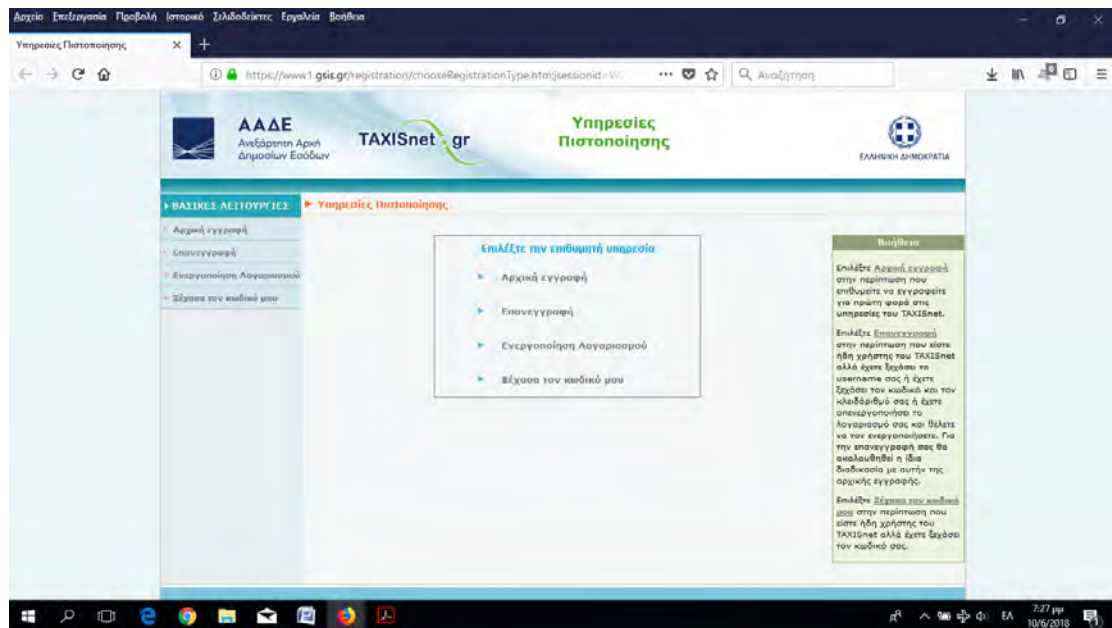 Αρχείο Επεξεργασία Προβολή Ιστορικό Σελιδοδείκτες Εργαλεία Βοήθεια
Υπηρεσίες Πιστοποίησης
https://www1.gsis.gr/registration/chooseRegistrationType.htm;jsessionid=
Αναζήτηση
ΑΑΔΕ
Ανεξάρτητη Αρχή
Δημοσίων Εσόδων
TAXISnet.gr
Υπηρεσίες
Πιστοποίησης
ΕΛΛΗΝΙΚΗ ΔΗΜΟΚΡΑΤΙΑ
ΒΑΣΙΚΕΣ ΛΕΙΤΟΥΡΓΙΕΣ
Αρχική εγγραφή
Επανεγγραφή
Ενεργοποίηση Λογαριασμού
Ξέχασα τον κωδικό μου
Υπηρεσίες Πιστοποίησης
Επιλέξτε την επιθυμητή υπηρεσία
Αρχική εγγραφή
Επανεγγραφή
Ενεργοποίηση Λογαριασμού
Ξέχασα τον κωδικό μου
Βοήθεια
Επιλέξτε Αρχική εγγραφή
στην περίπτωση που
επιθυμείτε να εγγραφείτε
για πρώτη φορά στις
υπηρεσίες του TAXISnet.
Επιλέξτε Επανεγγραφή
στην περίπτωση που είστε
ήδη χρήστης του TAXISnet
αλλά έχετε ξεχάσει το
username σας ή έχετε
ξεχάσει τον κωδικό και τον
κλειδάριθμό σας ή έχετε
απενεργοποιήσει το
λογαριασμό σας και θέλετε
να τον ενεργοποιήσετε. Για
την επανεγγραφή σας θα
ακολουθηθεί η ίδια
διαδικασία με αυτήν της
αρχικής εγγραφής.
Επιλέξτε Ξέχασα τον κωδικό
μου στην περίπτωση που
είστε ήδη χρήστης του
TAXISnet αλλά έχετε ξεχάσει
τον κωδικό σας.
ΕΛ
7:27 μμ
10/6/2018